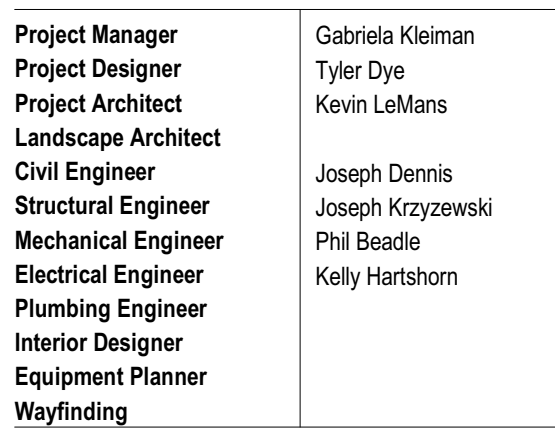 Project Manager Gabriela Kleiman
Project Designer Tyler Dye
Project Architect Kevin LeMans
Landscape Architect
Civil Engineer Joseph Dennis
Structural Engineer Joseph Krzyzewski
Mechanical Engineer Phil Beadle
Electrical Engineer Kelly Hartshorn
Plumbing Engineer
Interior Designer
Equipment Planner
Wayfinding